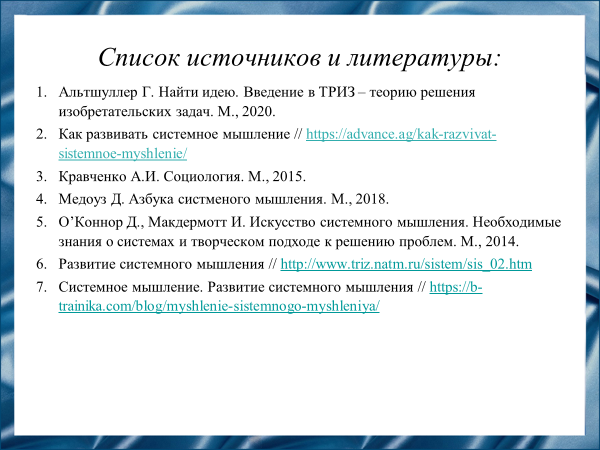 Список источников и литературы:
1. Альтшуллер Г. Найти идею. Введение в ТРИЗ – теорию решения
изобретательских задач. М., 2020.
2. Как развивать системное мышление // https://advance.ag/kak-razvivat-
sistemnoe-myshlenie/
3. Кравченко А.И. Социология. М., 2015.
4. Медоуз Д. Азбука систменого мышления. М., 2018.
5. О’Коннор Д., Макдермотт И. Искусство системного мышления. Необходимые
знания о системах и творческом подходе к решению проблем. М., 2014.
6. Развитие системного мышления // http://www.triz.natm.ru/sistem/sis_02.htm
7. Системное мышление. Развитие системного мышления // https://b-
trainika.com/blog/myshlenie-sistemnogo-myshleniya/